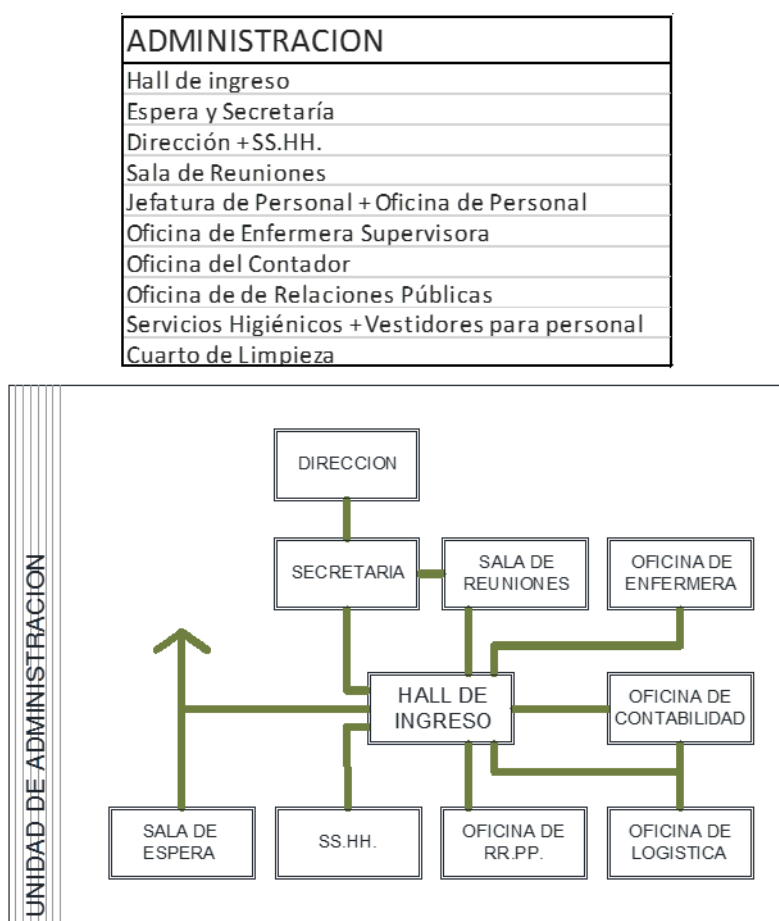 ADMINISTRACION
Hall de ingreso
Espera y Secretaría
Dirección +SS.HH.
Sala de Reuniones
Jefatura de Personal + Oficina de Personal
Oficina de Enfermera Supervisora
Oficina del Contador
Oficina de de Relaciones Públicas
Servicios Higiénicos +Vestidores para personal
Cuarto de Limpieza
UNIDAD DE ADMINISTRACION
DIRECCION
SECRETARIA
SALA DE
REUNIONES
OFICINA DE
ENFERMERA
HALL DE
INGRESO
OFICINA DE
CONTABILIDAD
SALA DE
ESPERA
SS.HH.
OFICINA DE
RR.PP.
OFICINA DE
LOGISTICA